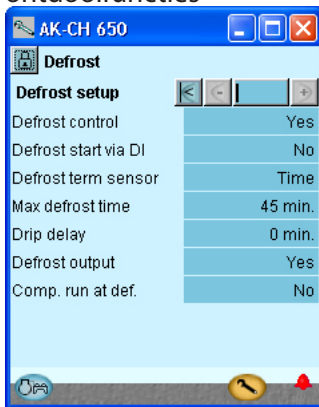 AK-CH 650
Defrost
Defrost setup
Defrost control Yes
Defrost start via DI No
Defrost term sensor Time
Max defrost time 45 min.
Drip delay 0 min.
Defrost output Yes
Comp. run at def. No